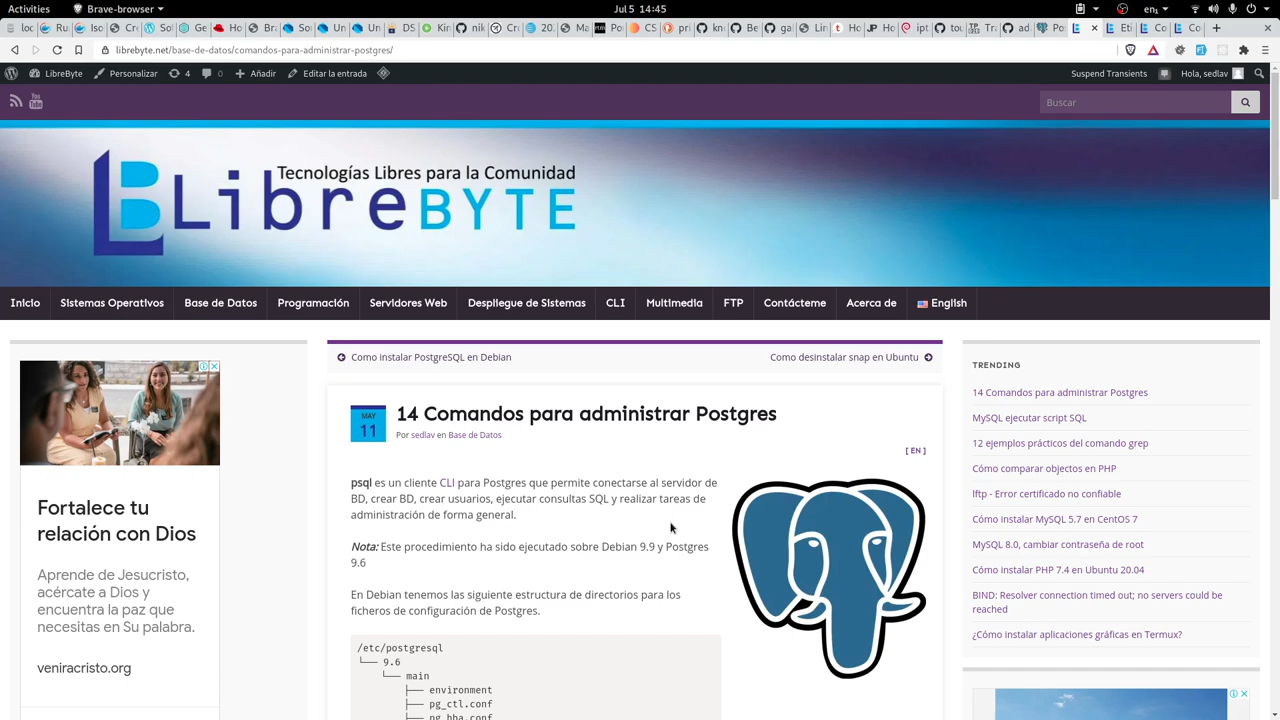 Activities
Brave-browser
Jul 5 14:45
en
librebyte.net/base-de-datos/comandos-para-administrar-postgres/
LibreByte
Personalizar
4
0
Añadir
Editar la entrada
Suspend Transients
Hola, sedlav
You
Tube
Buscar
Tecnologías Libres para la Comunidad
LibreBYTE
Inicio
Sistemas Operativos
Base de Datos
Programación
Servidores Web
Despliegue de Sistemas
CLI
Multimedia
FTP
Contácteme
Acerca de
English
Como instalar PostgreSQL en Debian
Como desinstalar snap en Ubuntu
MAY
11
14 Comandos para administrar Postgres
Por sedlav en Base de Datos
[ EN ]
psql es un cliente CLI para Postgres que permite conectarse al servidor de
BD, crear BD, crear usuarios, ejecutar consultas SQL y realizar tareas de
administración de forma general.
Nota: Este procedimiento ha sido ejecutado sobre Debian 9.9 y Postgres
9.6
En Debian tenemos las siguiente estructura de directorios para los
ficheros de configuración de Postgres.
/etc/postgresql
└── 9.6
└── main
├── environment
├── pg_ctl.conf
├── pg_hba.conf
Fortalece tu
relación con Dios
Aprende de Jesucristo,
acércate a Dios y
encuentra la paz que
necesitas en Su palabra.
veniracristo.org
TRENDING
14 Comandos para administrar Postgres
MySQL ejecutar script SQL
12 ejemplos prácticos del comando grep
Cómo comparar objectos en PHP
lftp - Error certificado no confiable
Cómo instalar MySQL 5.7 en CentOS 7
MySQL 8.0, cambiar contraseña de root
Cómo instalar PHP 7.4 en Ubuntu 20.04
BIND: Resolver connection timed out; no servers could be
reached
¿Cómo instalar aplicaciones gráficas en Termux?